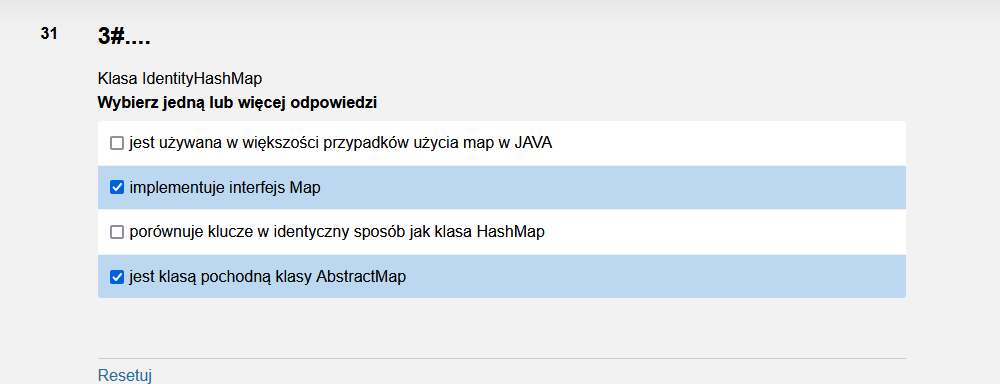 31
3#....
Klasa IdentityHashMap
Wybierz jedną lub więcej odpowiedzi
jest używana w większości przypadków użycia map w JAVA
implementuje interfejs Map
porównuje klucze w identyczny sposób jak klasa HashMap
jest klasą pochodną klasy AbstractMap
Resetuj